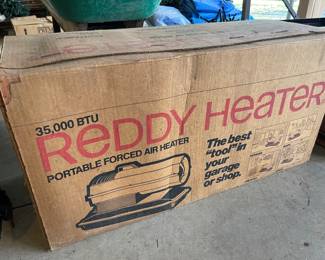 35,000 BTU
ReDDY HeaTeR
PORTABLE FORCED AIR HEATER
The best
"tool" in
your
garage
or shop.